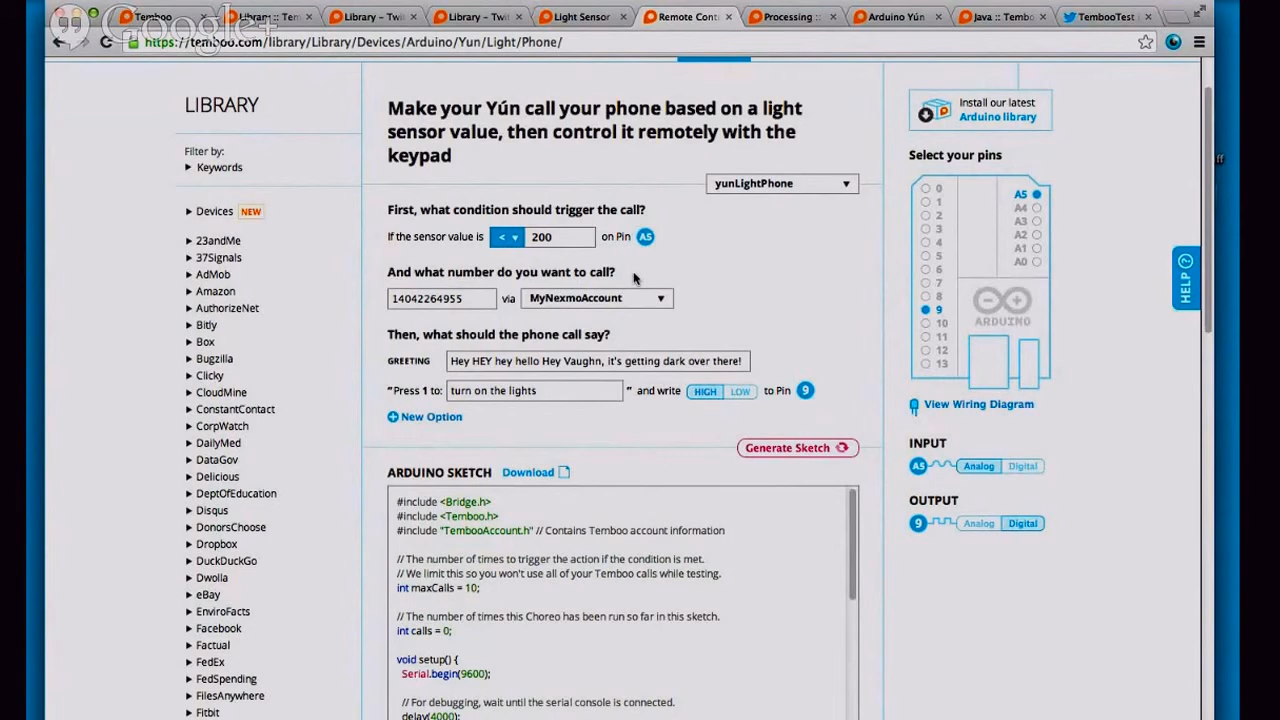 Temboo
Library :: Tem
Library – Twi
Library – Twi
Light Sensor
Remote Cont
Processing ::
Arduino Yún
Java :: Tembo
TembooTest
Google+
https://temboo.com/library/Library/Devices/Arduino/Yun/Light/Phone/
LIBRARY
Filter by:
Keywords
Devices NEW
23andMe
37Signals
AdMob
Amazon
AuthorizeNet
Bitly
Box
Bugzilla
Clicky
CloudMine
ConstantContact
CorpWatch
DailyMed
DataGov
Delicious
DeptOfEducation
Disqus
DonorsChoose
Dropbox
DuckDuckGo
Dwolla
eBay
EnviroFacts
Facebook
Factual
FedEx
FedSpending
FilesAnywhere
Fitbit
Make your Yún call your phone based on a light
sensor value, then control it remotely with the
keypad
yunLightPhone
First, what condition should trigger the call?
If the sensor value is < 200 on Pin A5
And what number do you want to call?
14042264955 via MyNexmoAccount
Then, what should the phone call say?
GREETING Hey HEY hey hello Hey Vaughn, it's getting dark over there!
"Press 1 to: turn on the lights " and write HIGH LOW to Pin 9
New Option
Generate Sketch
ARDUINO SKETCH Download
#include <Bridge.h>
#include <Temboo.h>
#include "TembooAccount.h" // Contains Temboo account information
// The number of times to trigger the action if the condition is met.
// We limit this so you won't use all of your Temboo calls while testing.
int maxCalls = 10;
// The number of times this Choreo has been run so far in this sketch.
int calls = 0;
void setup() {
Serial.begin(9600);
// For debugging, wait until the serial console is connected.
delay(4000);
Install our latest
Arduino library
Select your pins
0
1
2
3
4
5
6
7
8
9
10
11
12
13
A5
A4
A3
A2
A1
A0
ARDUINO
View Wiring Diagram
INPUT
A5 Analog Digital
OUTPUT
9 Analog Digital
HELP ?
ff